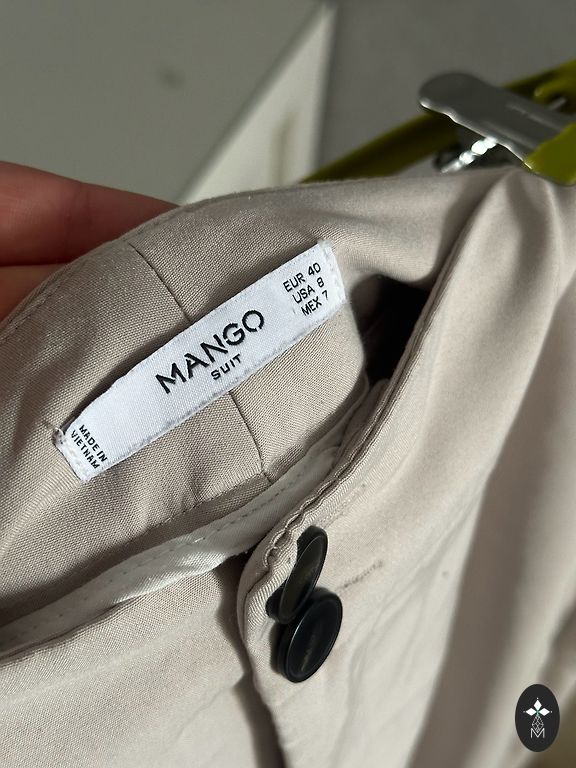 MANGO
SUIT
EUR 40
USA 8
MEX 7
MADE IN
VIETNAM
M